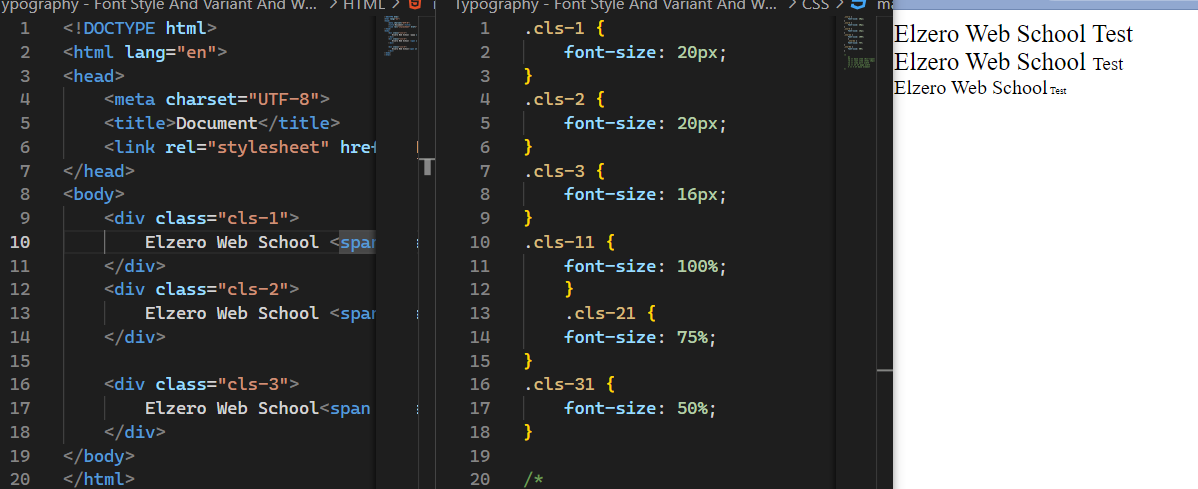 ypography - Font Style And Variant And W... > HTML >
1 <!DOCTYPE html>
2 <html lang="en">
3 <head>
4 <meta charset="UTF-8">
5 <title>Document</title>
6 <link rel="stylesheet" href
7 </head>
8 <body>
9 <div class="cls-1">
10 Elzero Web School <span
11 </div>
12 <div class="cls-2">
13 Elzero Web School <span
14 </div>
15
16 <div class="cls-3">
17 Elzero Web School<span
18 </div>
19 </body>
20 </html>
Typography - Font Style And Variant And W... > CSS > ma
1 .cls-1 {
2 font-size: 20px;
3 }
4 .cls-2 {
5 font-size: 20px;
6 }
7 .cls-3 {
8 font-size: 16px;
9 }
10 .cls-11 {
11 font-size: 100%;
12 }
13 .cls-21 {
14 font-size: 75%;
15 }
16 .cls-31 {
17 font-size: 50%;
18 }
19
20 /*
Elzero Web School Test
Elzero Web School Test
Elzero Web School Test